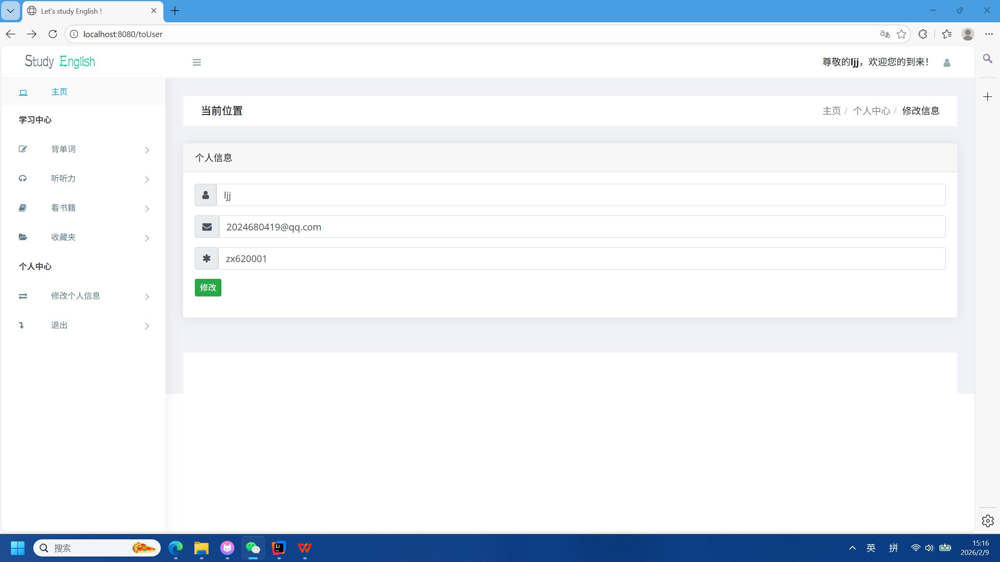 Let's study English !
localhost:8080/toUser
Study English
尊敬的ljj，欢迎您的到来！
主页
学习中心
背单词
听听力
看书籍
收藏夹
个人中心
修改个人信息
退出
当前位置
主页 / 个人中心 / 修改信息
个人信息
ljj
2024680419@qq.com
zx620001
修改
搜索
英
拼
15:16
2026/2/9